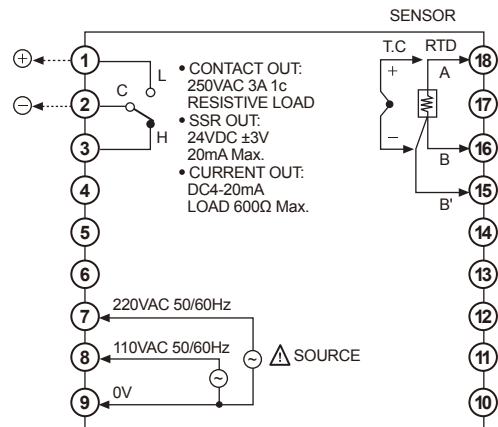 SENSOR
T.C RTD
+ A
⊕ 1 L
C
⊖ 2
H
3
4
5
6
• CONTACT OUT:
250VAC 3A 1c
RESISTIVE LOAD
• SSR OUT:
24VDC ±3V
20mA Max.
• CURRENT OUT:
DC4-20mA
LOAD 600Ω Max.
−
B
B'
18
17
16
15
14
13
12
11
10
220VAC 50/60Hz
7
110VAC 50/60Hz
8
0V
9
~ ~
⚠ SOURCE